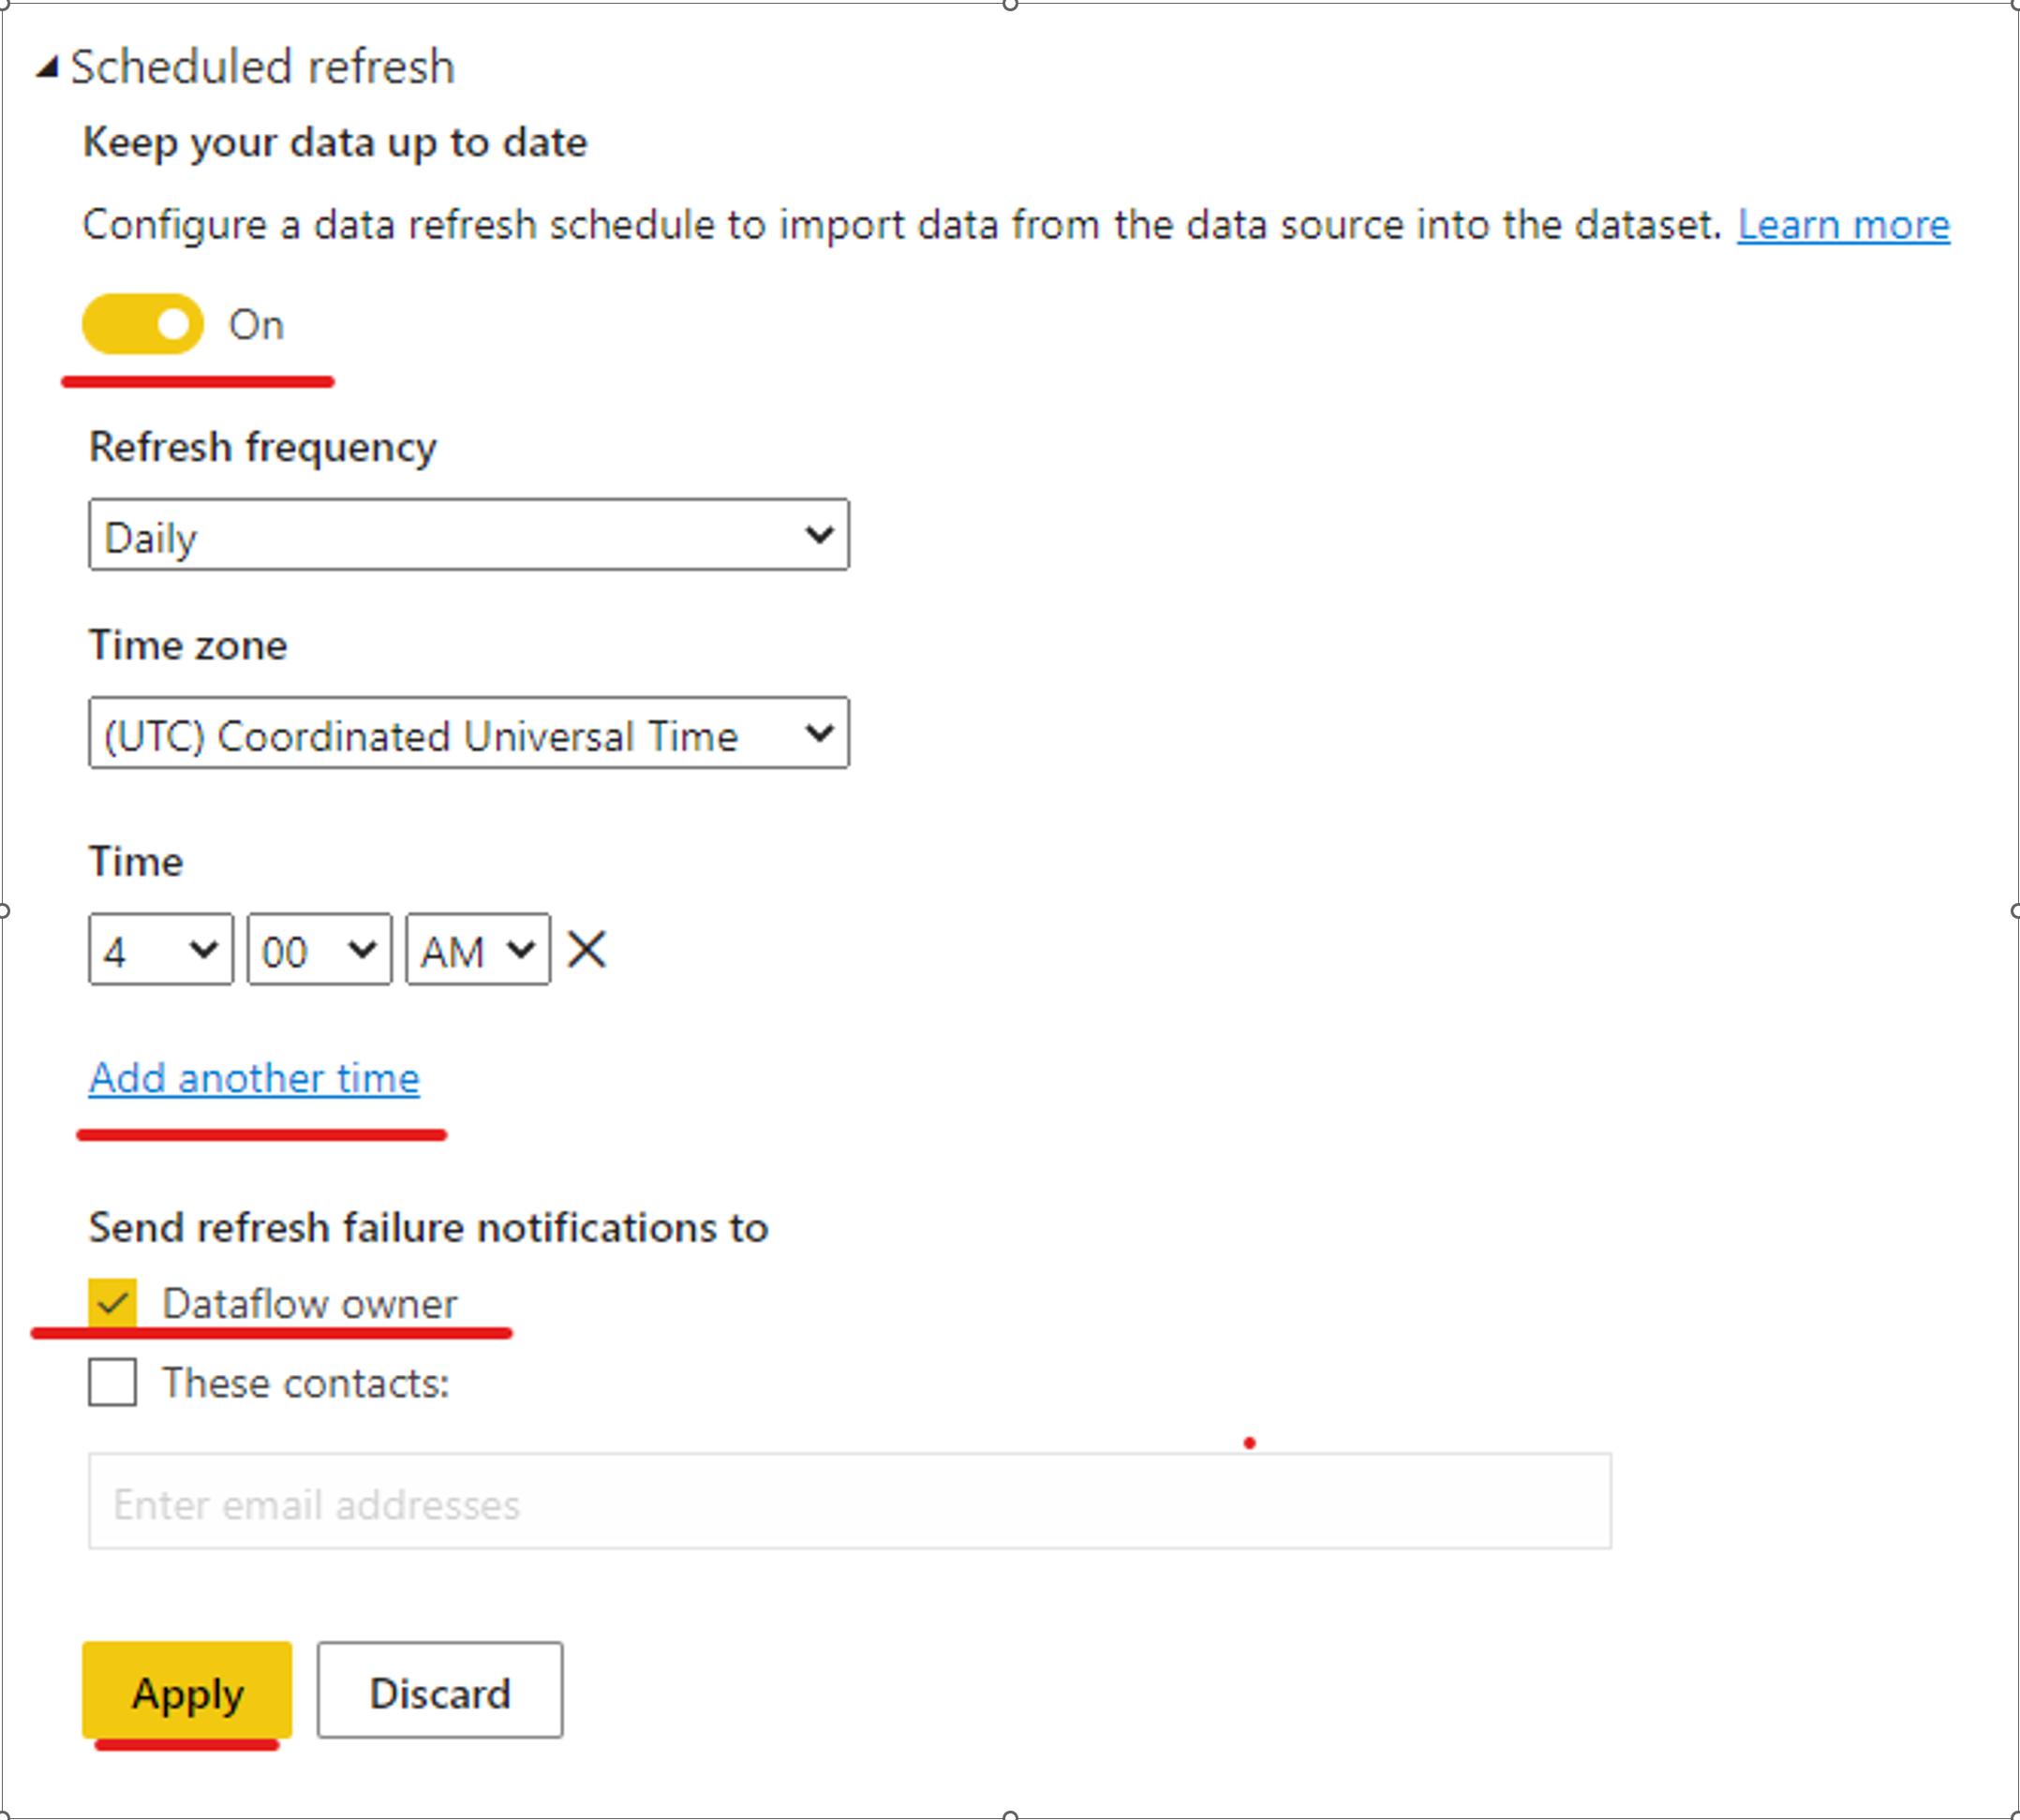 Scheduled refresh
Keep your data up to date
Configure a data refresh schedule to import data from the data source into the dataset. Learn more
On
Refresh frequency
Daily
Time zone
(UTC) Coordinated Universal Time
Time
4 00 AM
Add another time
Send refresh failure notifications to
Dataflow owner
These contacts:
Enter email addresses
Apply Discard